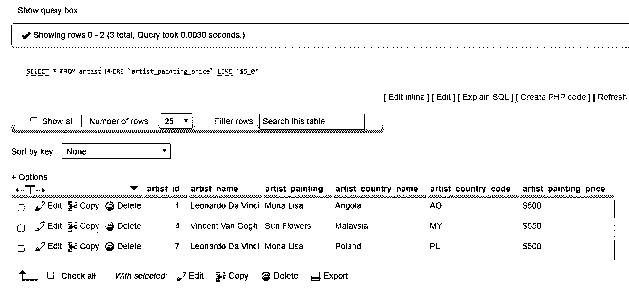 Show query box
Showing rows 0 - 2 (3 total, Query took 0.0030 seconds.)
SELECT * FROM artist WHERE `artist_painting_price` LIKE '$5_0'
[ Edit inline ] [ Edit ] [ Explain SQL ] [ Create PHP code ] [ Refresh
Show all Number of rows 25 Filter rows Search this table
Sort by key None
+ Options
artist_id artist_name artist_painting artist_country_name artist_country_code artist_painting_price
Edit Copy Delete 1 Leonardo Da Vinci Mona Lisa Angola AO $500
Edit Copy Delete Vincent Van Gogh Sun Flowers Malaysia MY $550
Edit Copy Delete 7 Leonardo Da Vinci Mona Lisa Poland PL $500
Check all With selected: Edit Copy Delete Export